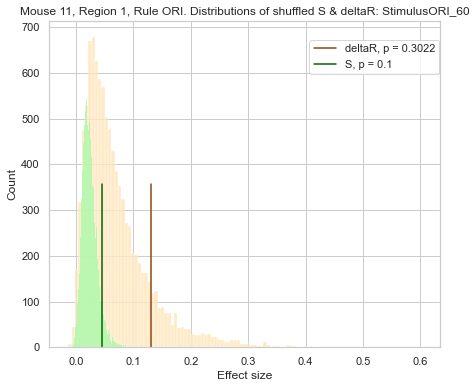 Mouse 11, Region 1, Rule ORI. Distributions of shuffled S & deltaR: StimulusORI_60
700
600
500
400
300
200
100
0
Count
deltaR, p = 0.3022
S, p = 0.1
0.0 0.1 0.2 0.3 0.4 0.5 0.6
Effect size